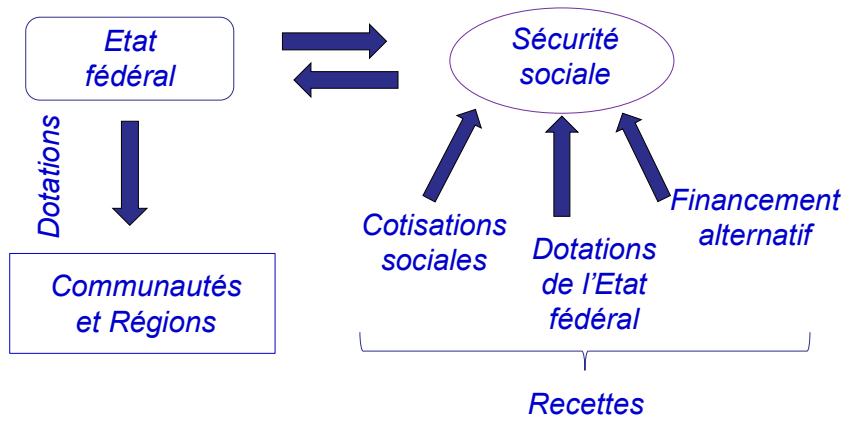 Etat
fédéral
Sécurité
sociale
Dotations
Communautés
et Régions
Cotisations
sociales
Dotations
de l'Etat
fédéral
Financement
alternatif
Recettes